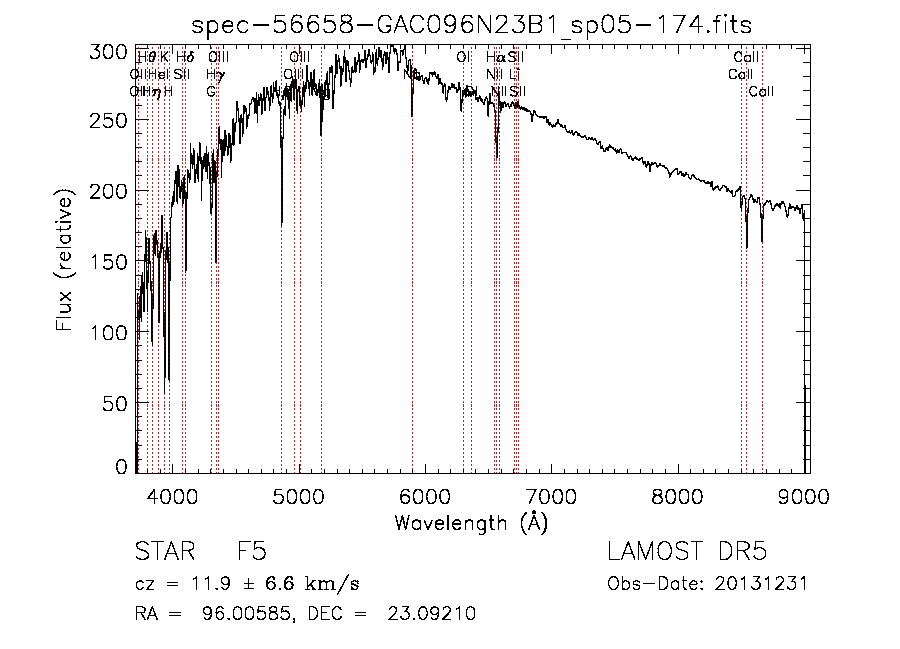 spec-56658-GAC096N23B1_sp05-174.fits
Hθ K Hδ OIII OIII OI Hα SII CaII
OII HeI SII Hγ OIII Na NII Li CaII
OII Hη H G NII SII CaII
300
250
200
150
100
50
0
Flux (relative)
4000 5000 6000 7000 8000 9000
Wavelength (Å)
STAR F5 LAMOST DR5
cz = 11.9 ± 6.6 km/s Obs-Date: 20131231
RA = 96.00585, DEC = 23.09210